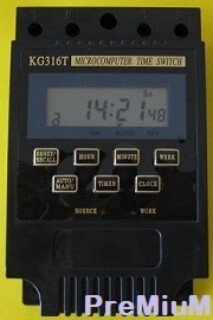 KG316T MICROCOMPUTER TIME SWITCH
Sa
14:21 48
a
ON AUTO OFF
RESET/RECALL HOUR MINUTE WEEK
AUTO/MANU TIMER CLOCK
SOURCE WORK
PreMiuM